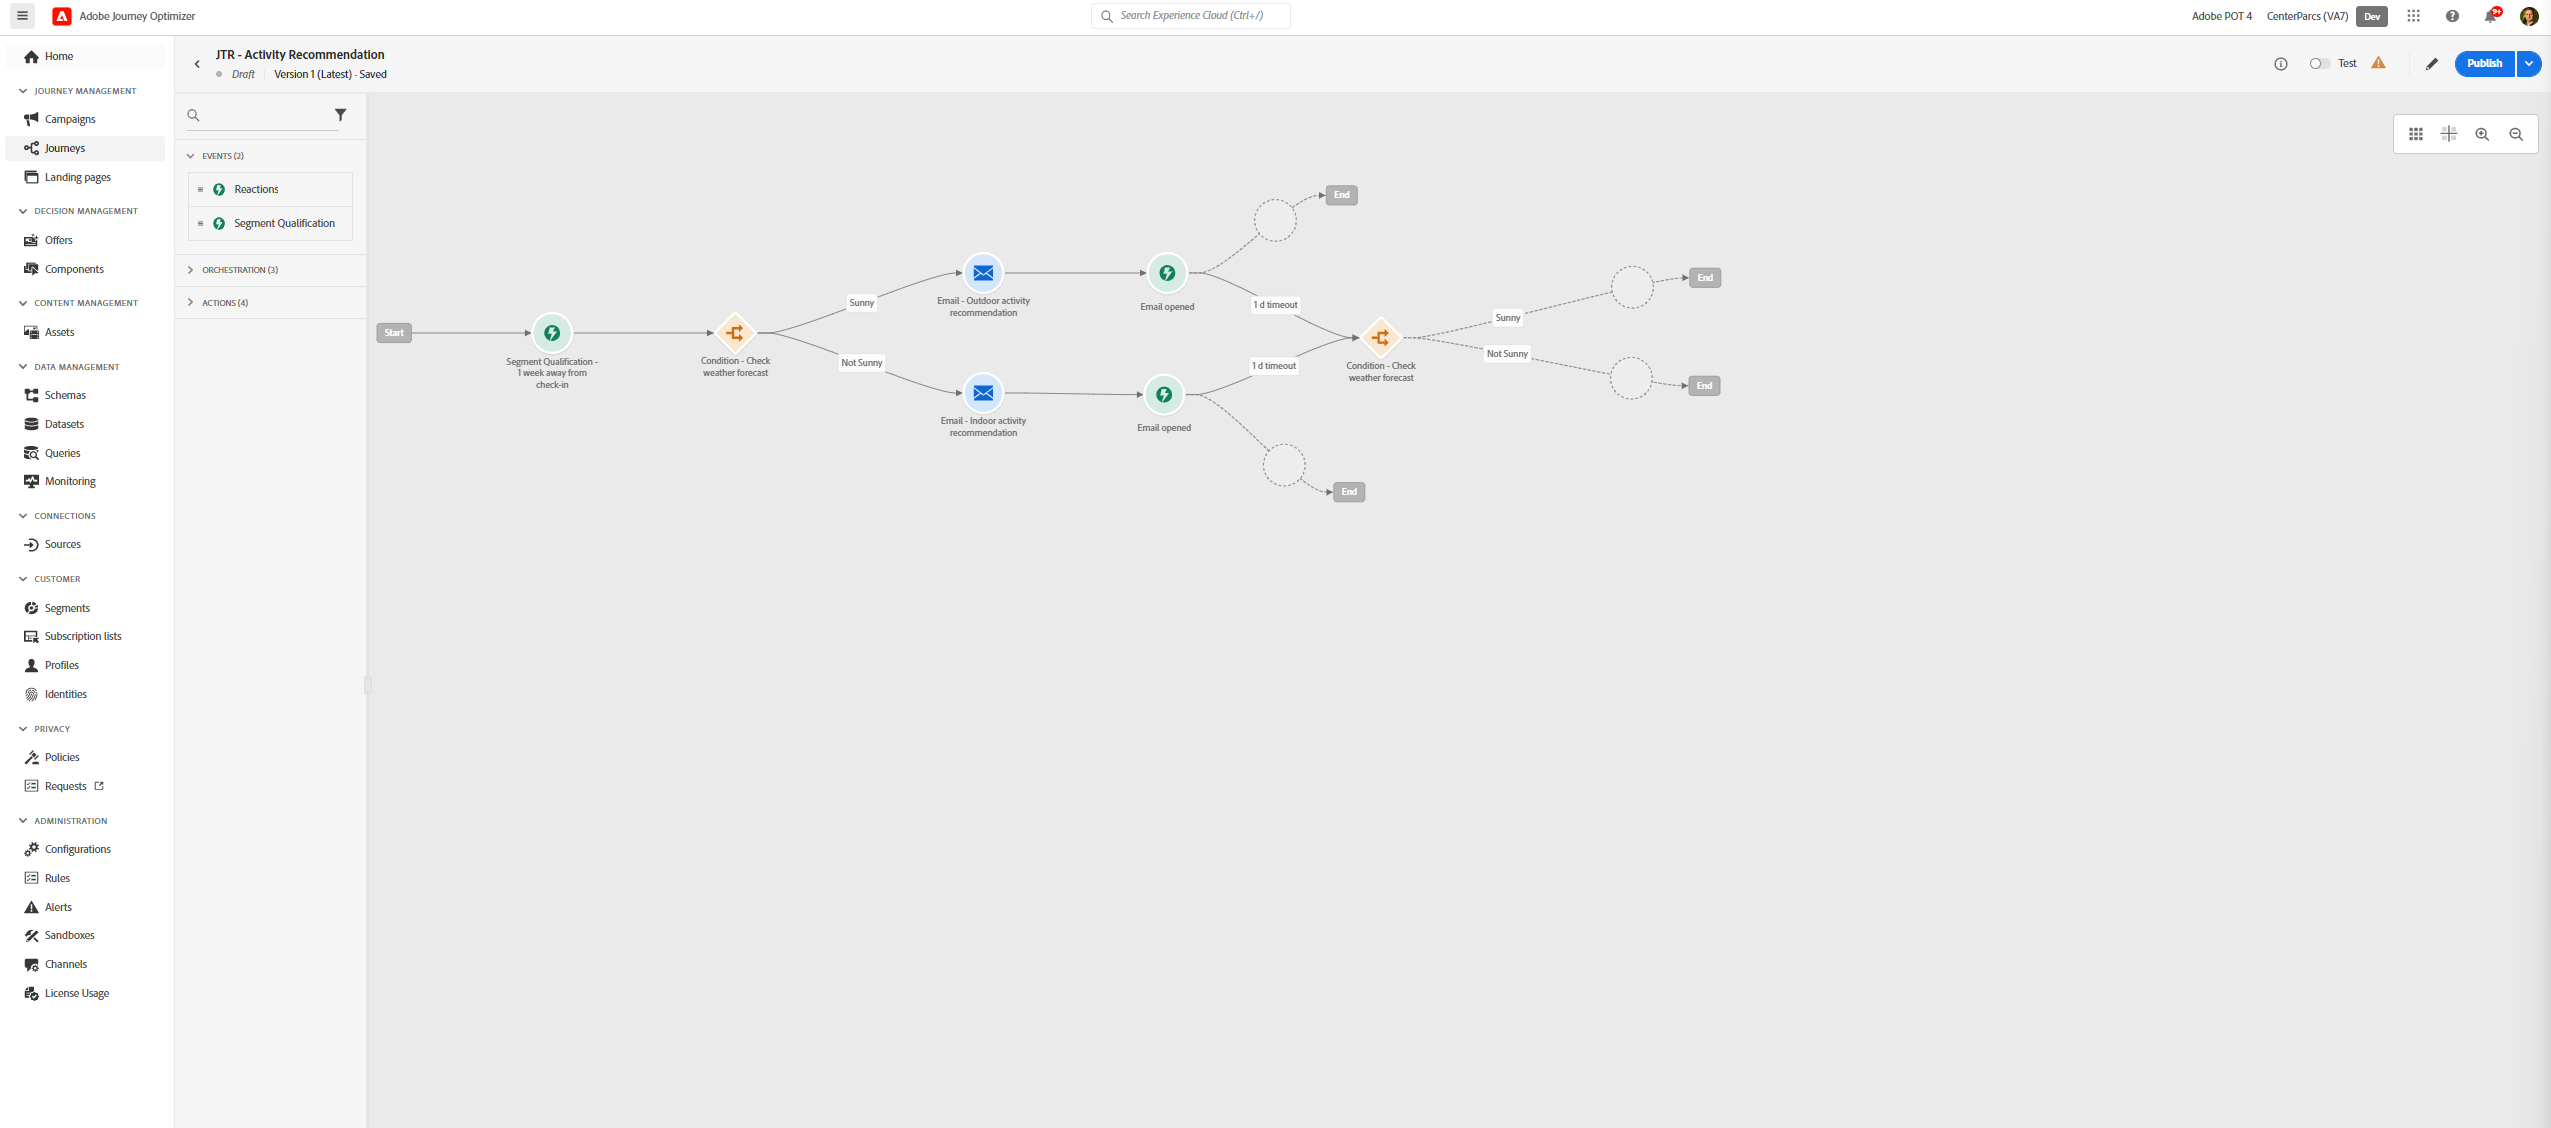 Adobe Journey Optimizer
Search Experience Cloud (Ctrl+/)
Adobe POT 4
CenterParcs (VA7)
Dev
9+
Home
JOURNEY MANAGEMENT
Campaigns
Journeys
Landing pages
DECISION MANAGEMENT
Offers
Components
CONTENT MANAGEMENT
Assets
DATA MANAGEMENT
Schemas
Datasets
Queries
Monitoring
CONNECTIONS
Sources
CUSTOMER
Segments
Subscription lists
Profiles
Identities
PRIVACY
Policies
Requests
ADMINISTRATION
Configurations
Rules
Alerts
Sandboxes
Channels
License Usage
JTR - Activity Recommendation
Draft
Version 1 (Latest) - Saved
Test
Publish
EVENTS (2)
Reactions
Segment Qualification
ORCHESTRATION (3)
ACTIONS (4)
Start
Segment Qualification -
1 week away from
check-in
Condition - Check
weather forecast
Sunny
Not Sunny
Email - Outdoor activity
recommendation
Email - Indoor activity
recommendation
Email opened
Email opened
End
1 d timeout
1 d timeout
End
Condition - Check
weather forecast
Sunny
Not Sunny
End
End